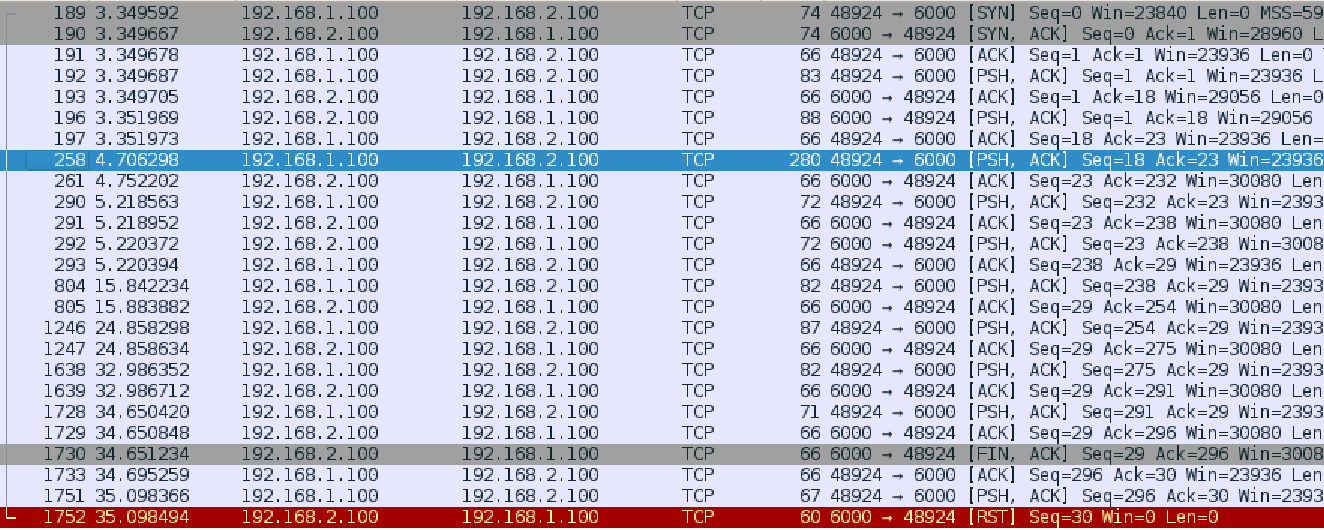 189 3.349592 192.168.1.100 192.168.2.100 TCP 74 48924 → 6000 [SYN] Seq=0 Win=23840 Len=0 MSS=59
190 3.349667 192.168.2.100 192.168.1.100 TCP 74 6000 → 48924 [SYN, ACK] Seq=0 Ack=1 Win=28960 L
191 3.349678 192.168.1.100 192.168.2.100 TCP 66 48924 → 6000 [ACK] Seq=1 Ack=1 Win=23936 Len=0
192 3.349687 192.168.1.100 192.168.2.100 TCP 83 48924 → 6000 [PSH, ACK] Seq=1 Ack=1 Win=23936 L
193 3.349705 192.168.2.100 192.168.1.100 TCP 66 6000 → 48924 [ACK] Seq=1 Ack=18 Win=29056 Len=0
196 3.351969 192.168.2.100 192.168.1.100 TCP 88 6000 → 48924 [PSH, ACK] Seq=1 Ack=18 Win=29056
197 3.351973 192.168.1.100 192.168.2.100 TCP 66 48924 → 6000 [ACK] Seq=18 Ack=23 Win=23936 Len=
258 4.706298 192.168.1.100 192.168.2.100 TCP 280 48924 → 6000 [PSH, ACK] Seq=18 Ack=23 Win=23936
261 4.752202 192.168.2.100 192.168.1.100 TCP 66 6000 → 48924 [ACK] Seq=23 Ack=232 Win=30080 Len
290 5.218563 192.168.1.100 192.168.2.100 TCP 72 48924 → 6000 [PSH, ACK] Seq=232 Ack=23 Win=2393
291 5.218952 192.168.2.100 192.168.1.100 TCP 66 6000 → 48924 [ACK] Seq=23 Ack=238 Win=30080 Len
292 5.220372 192.168.2.100 192.168.1.100 TCP 72 6000 → 48924 [PSH, ACK] Seq=23 Ack=238 Win=3008
293 5.220394 192.168.1.100 192.168.2.100 TCP 66 48924 → 6000 [ACK] Seq=238 Ack=29 Win=23936 Len
804 15.842234 192.168.1.100 192.168.2.100 TCP 82 48924 → 6000 [PSH, ACK] Seq=238 Ack=29 Win=2393
805 15.883882 192.168.2.100 192.168.1.100 TCP 66 6000 → 48924 [ACK] Seq=29 Ack=254 Win=30080 Len
1246 24.858298 192.168.1.100 192.168.2.100 TCP 87 48924 → 6000 [PSH, ACK] Seq=254 Ack=29 Win=2393
1247 24.858634 192.168.2.100 192.168.1.100 TCP 66 6000 → 48924 [ACK] Seq=29 Ack=275 Win=30080 Len
1638 32.986352 192.168.1.100 192.168.2.100 TCP 82 48924 → 6000 [PSH, ACK] Seq=275 Ack=29 Win=2393
1639 32.986712 192.168.2.100 192.168.1.100 TCP 66 6000 → 48924 [ACK] Seq=29 Ack=291 Win=30080 Len
1728 34.650420 192.168.1.100 192.168.2.100 TCP 71 48924 → 6000 [PSH, ACK] Seq=291 Ack=29 Win=2393
1729 34.650848 192.168.2.100 192.168.1.100 TCP 66 6000 → 48924 [ACK] Seq=29 Ack=296 Win=30080 Len
1730 34.651234 192.168.2.100 192.168.1.100 TCP 66 6000 → 48924 [FIN, ACK] Seq=29 Ack=296 Win=3008
1733 34.695259 192.168.1.100 192.168.2.100 TCP 66 48924 → 6000 [ACK] Seq=296 Ack=30 Win=23936 Len
1751 35.098366 192.168.1.100 192.168.2.100 TCP 67 48924 → 6000 [PSH, ACK] Seq=296 Ack=30 Win=2393
1752 35.098494 192.168.2.100 192.168.1.100 TCP 60 6000 → 48924 [RST] Seq=30 Win=0 Len=0